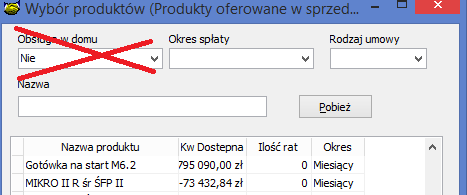 Wybór produktów (Produkty oferowane w sprzed...
Obsługa w domu
Okres spłaty
Rodzaj umowy
Nie
Nazwa
Pobież
Nazwa produktu Kw Dostepna Ilość rat Okres
Gotówka na start M6.2 795 090,00 zł 0 Miesiący
MIKRO II R śr ŚFP II -73 432,84 zł 0 Miesiący